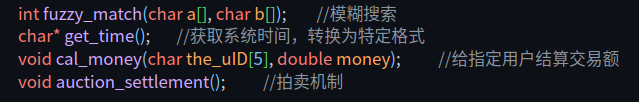 int fuzzy_match(char a[], char b[]);      //模糊搜索
char* get_time();    //获取系统时间，转换为特定格式
void cal_money(char the_uID[5], double money);       //给指定用户结算交易额
void auction_settlement();       //拍卖机制